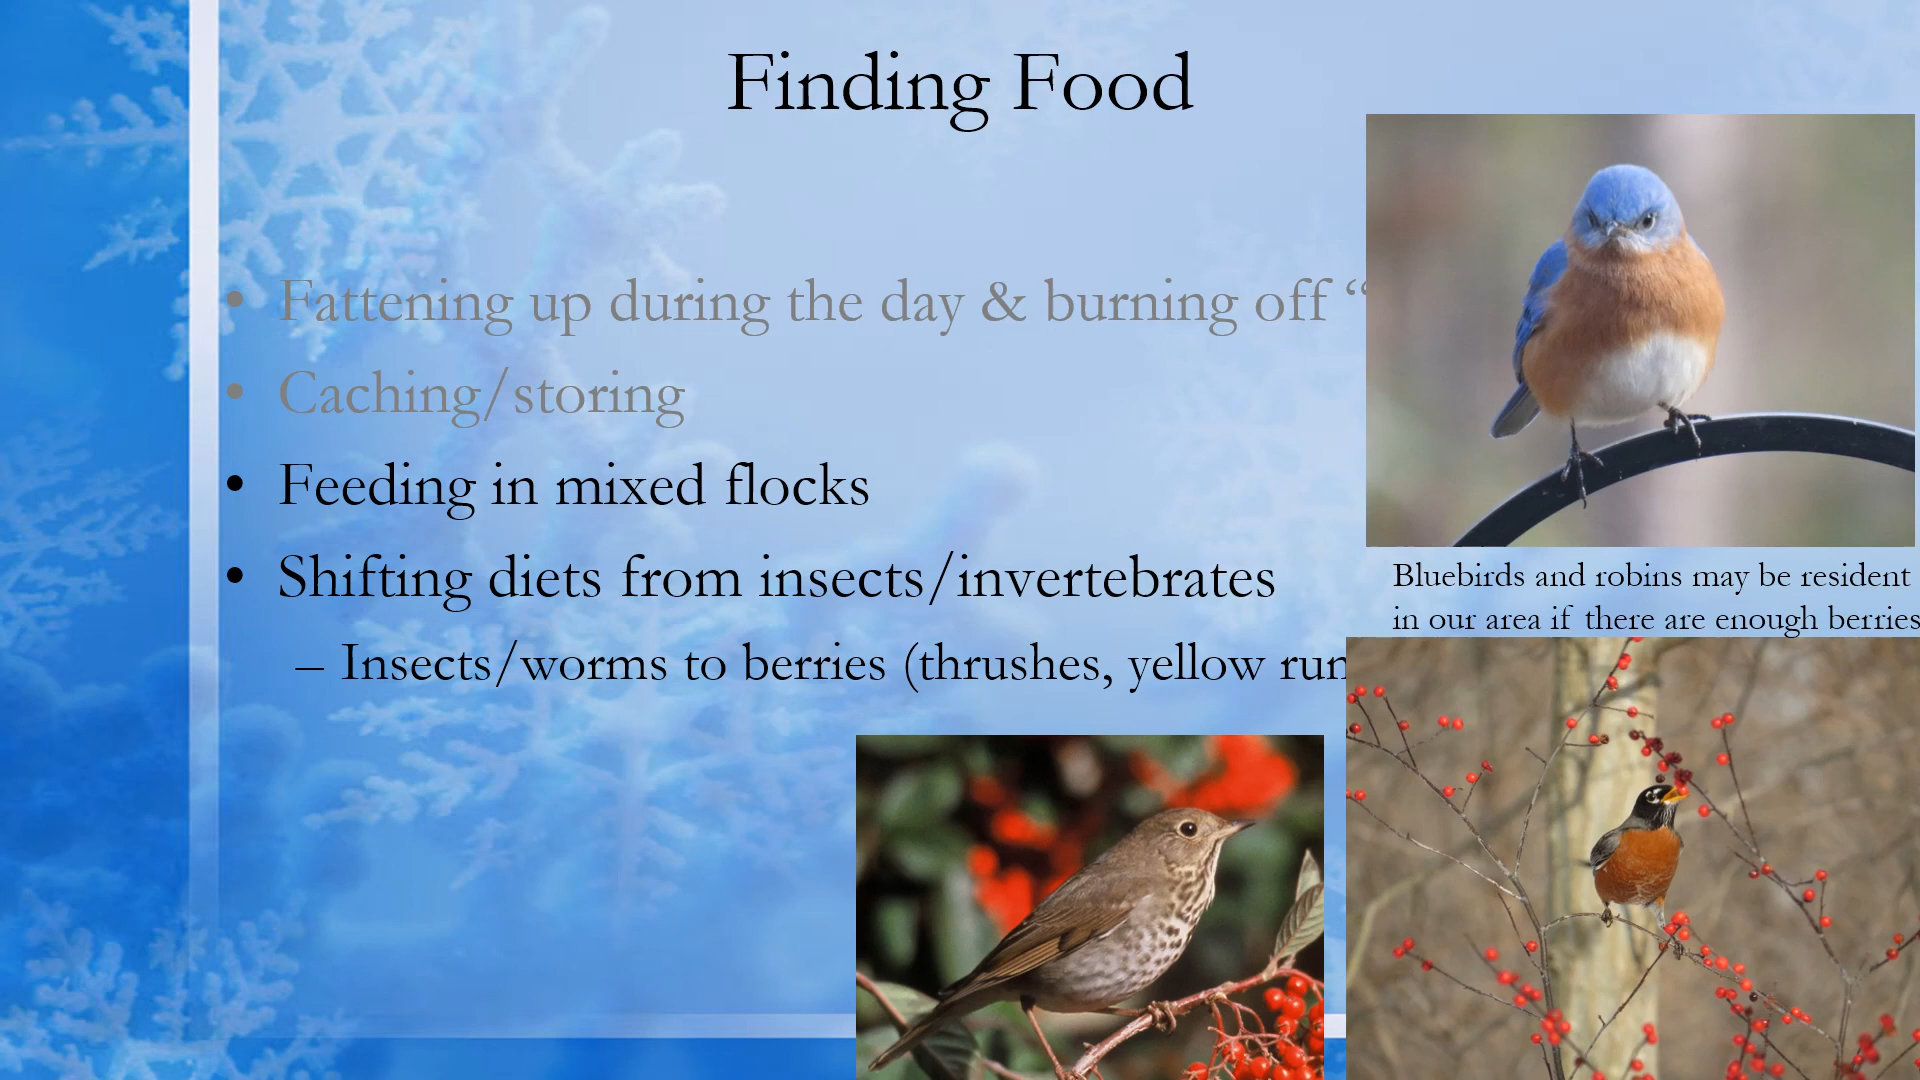 Finding Food
• Fattening up during the day & burning off “
• Caching/storing
• Feeding in mixed flocks
• Shifting diets from insects/invertebrates
– Insects/worms to berries (thrushes, yellow
Bluebirds and robins may be resident
in our area if there are enough berries